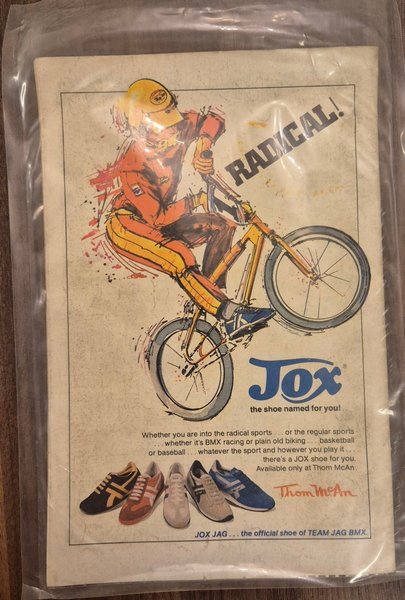 RADICAL!
Jox®
the shoe named for you!
Whether you are into the radical sports . . . or the regular sports
. . . whether it's BMX racing or plain old biking . . . basketball
or baseball . . . whatever the sport and however you play it . . .
there's a JOX shoe for you.
Available only at Thom McAn.
Thom McAn
JOX JAG . . . the official shoe of TEAM JAG BMX.